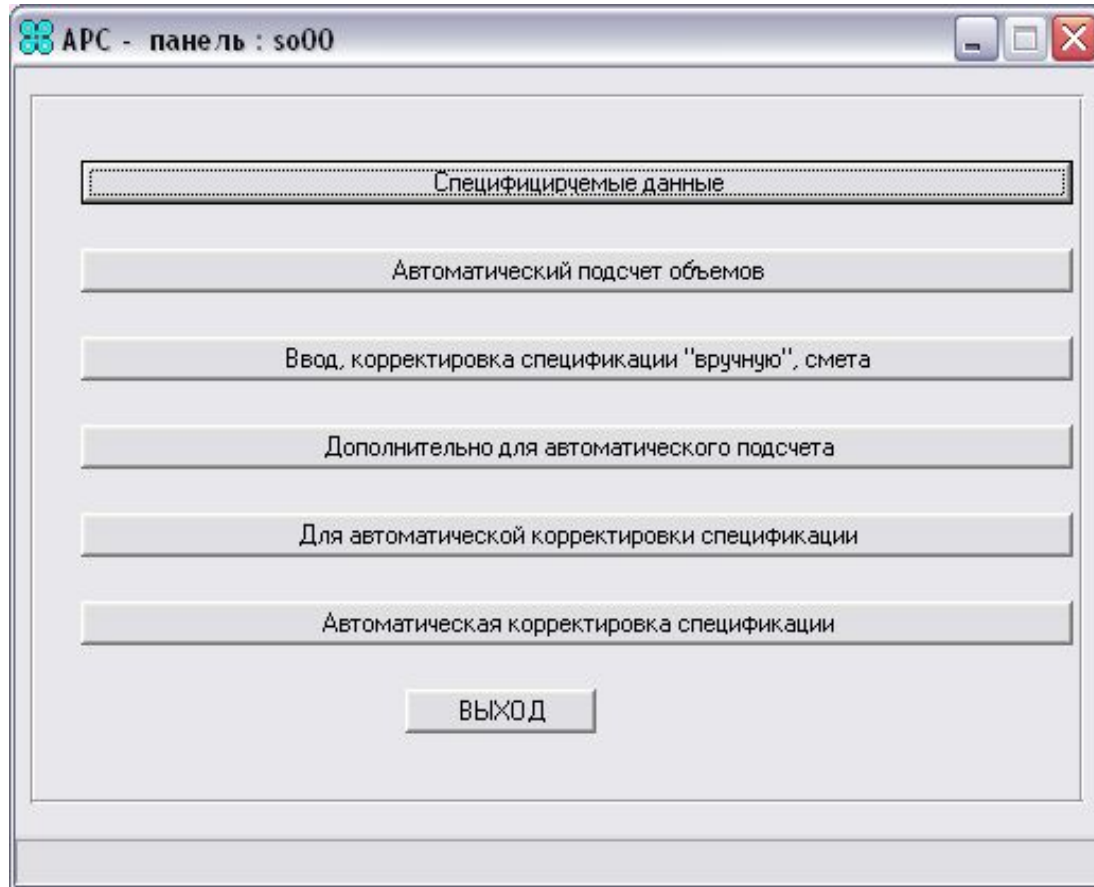 АРС - панель : so00
Специфицирчемые данные
Автоматический подсчет объемов
Ввод, корректировка спецификации "вручную", смета
Дополнительно для автоматического подсчета
Для автоматической корректировки спецификации
Автоматическая корректировка спецификации
ВЫХОД